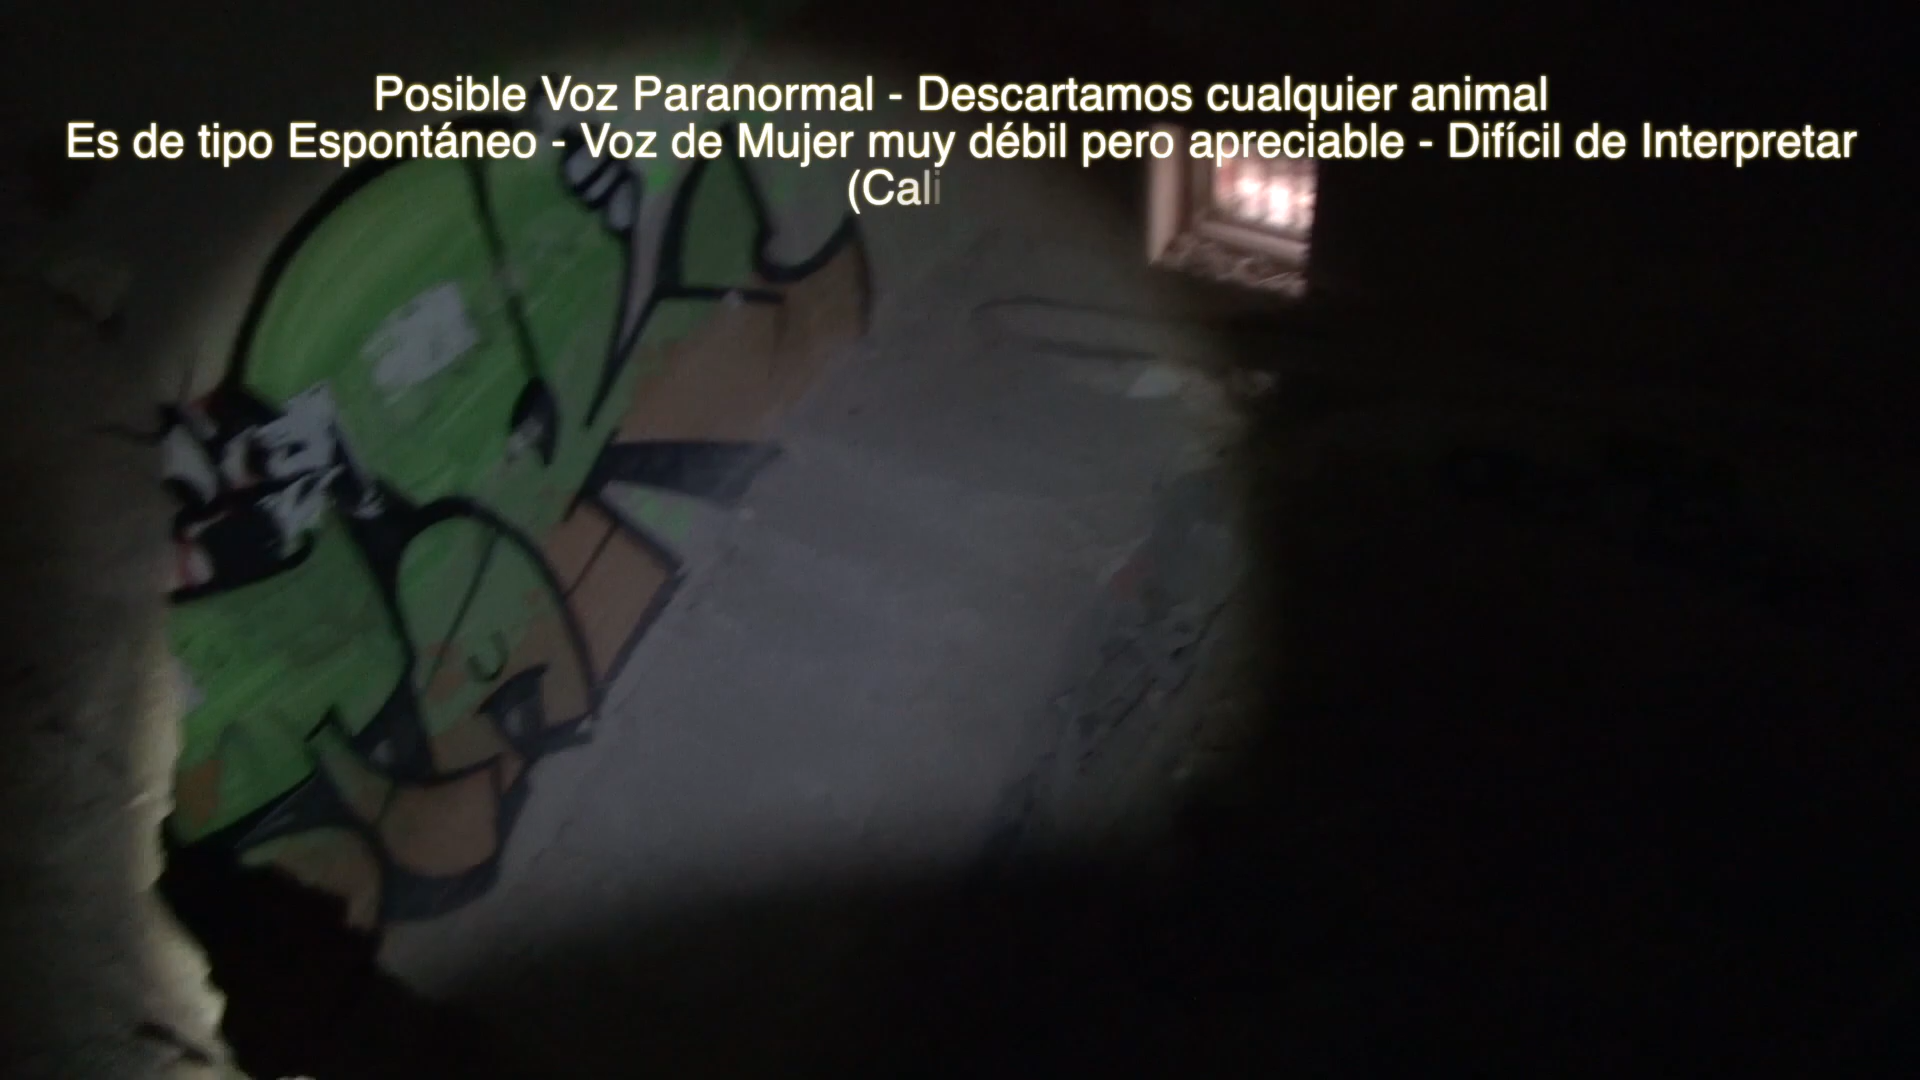 Posible Voz Paranormal - Descartamos cualquier animal
Es de tipo Espontáneo - Voz de Mujer muy débil pero apreciable - Difícil de Interpretar
(Cali